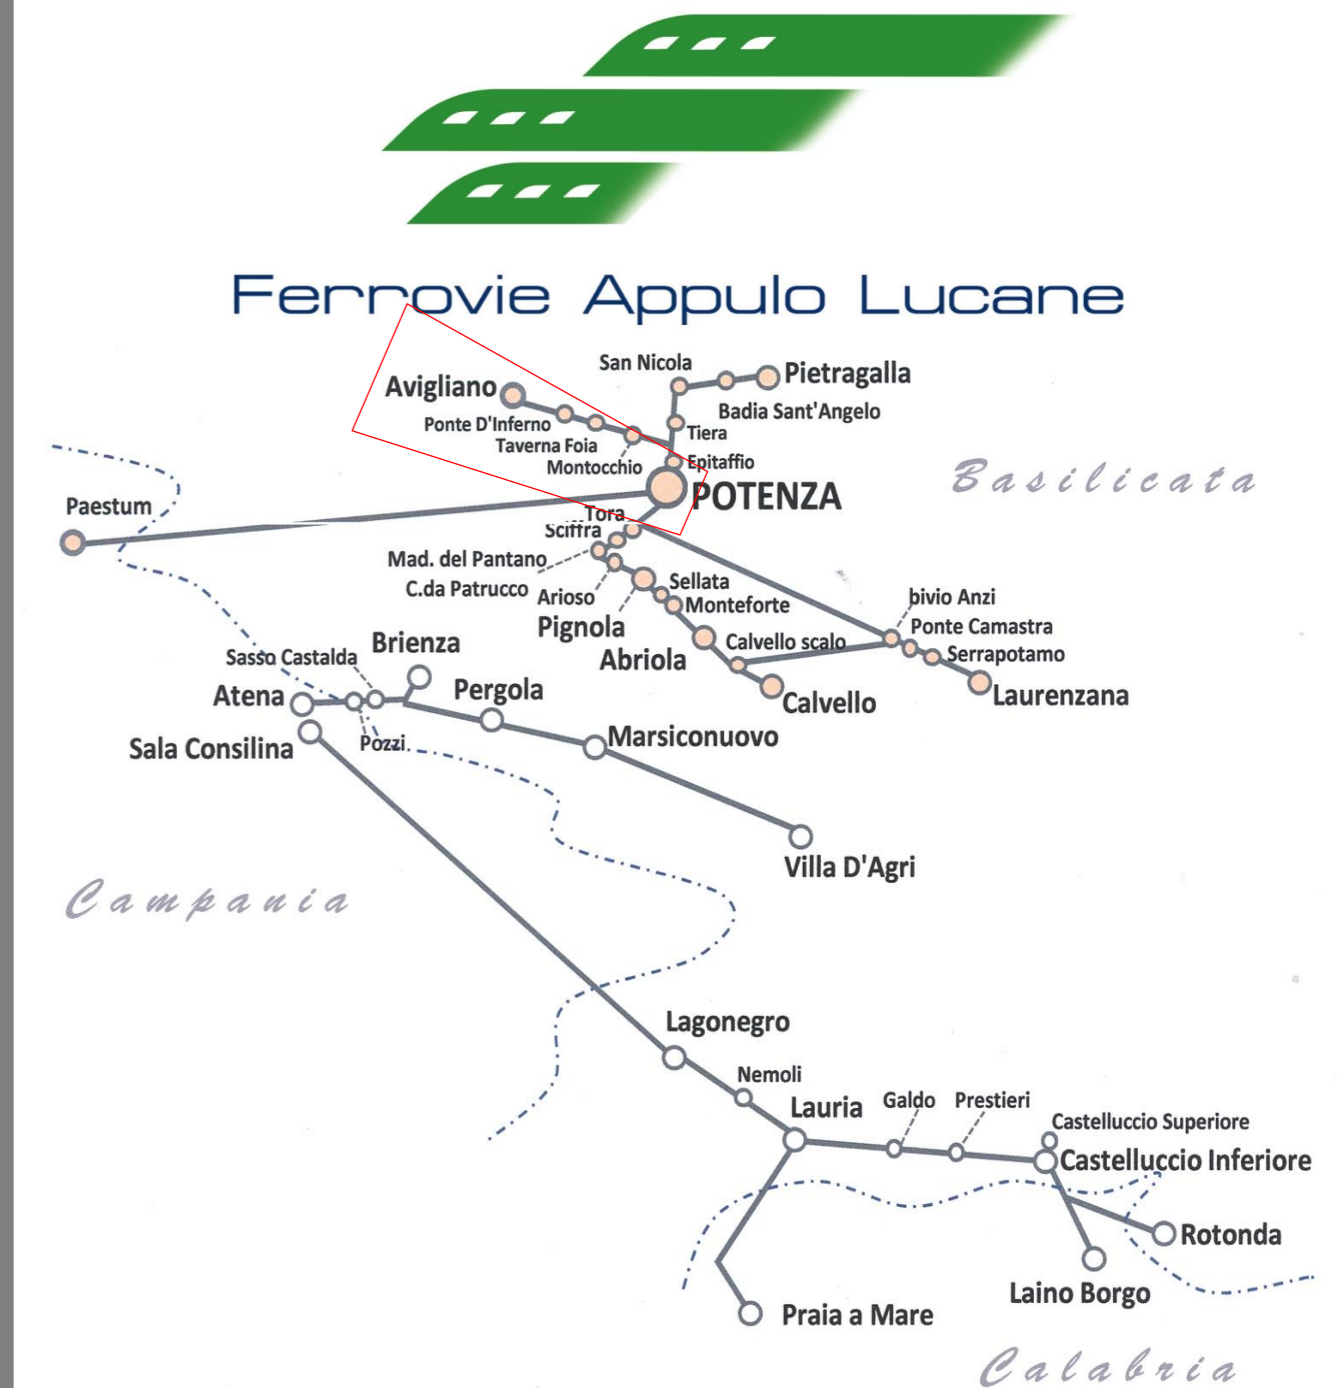 Ferrovie Appulo Lucane
San Nicola
Pietragalla
Avigliano
Badia Sant'Angelo
Ponte D'Inferno
Tiera
Taverna Foia
Montocchio
Epitaffio
Basilicata
POTENZA
Paestum
Tora
Sciffra
Mad. del Pantano
C.da Patrucco
Arioso
Sellata
Monteforte
bivio Anzi
Pignola
Ponte Camastra
Brienza
Calvello scalo
Abriola
Serrapotamo
Sasso Castalda
Atena
Pergola
Calvello
Laurenzana
Sala Consilina
Pozzi
Marsiconuovo
Villa D'Agri
Campania
Lagonegro
Nemoli
Lauria
Galdo
Prestieri
Castelluccio Superiore
Castelluccio Inferiore
Rotonda
Laino Borgo
Praia a Mare
Calabria